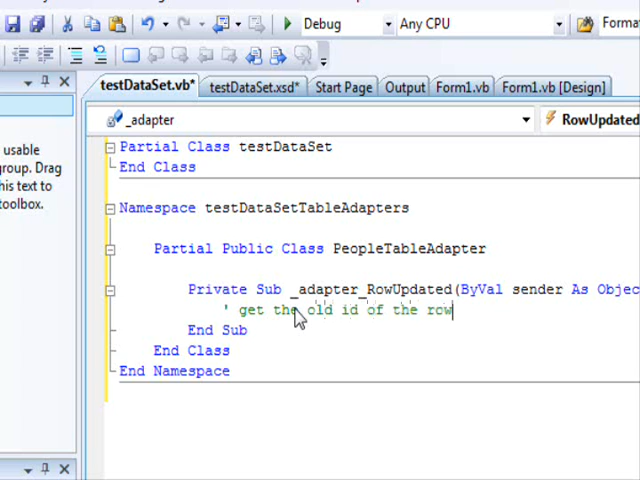 Debug
Any CPU
Forma
testDataSet.vb*
testDataSet.xsd*
Start Page
Output
Form1.vb
Form1.vb [Design]
_adapter
RowUpdated
usable
group. Drag
his text to
toolbox.
Partial Class testDataSet
End Class
Namespace testDataSetTableAdapters
Partial Public Class PeopleTableAdapter
Private Sub _adapter_RowUpdated(ByVal sender As Objec
' get the old id of the row
End Sub
End Class
End Namespace